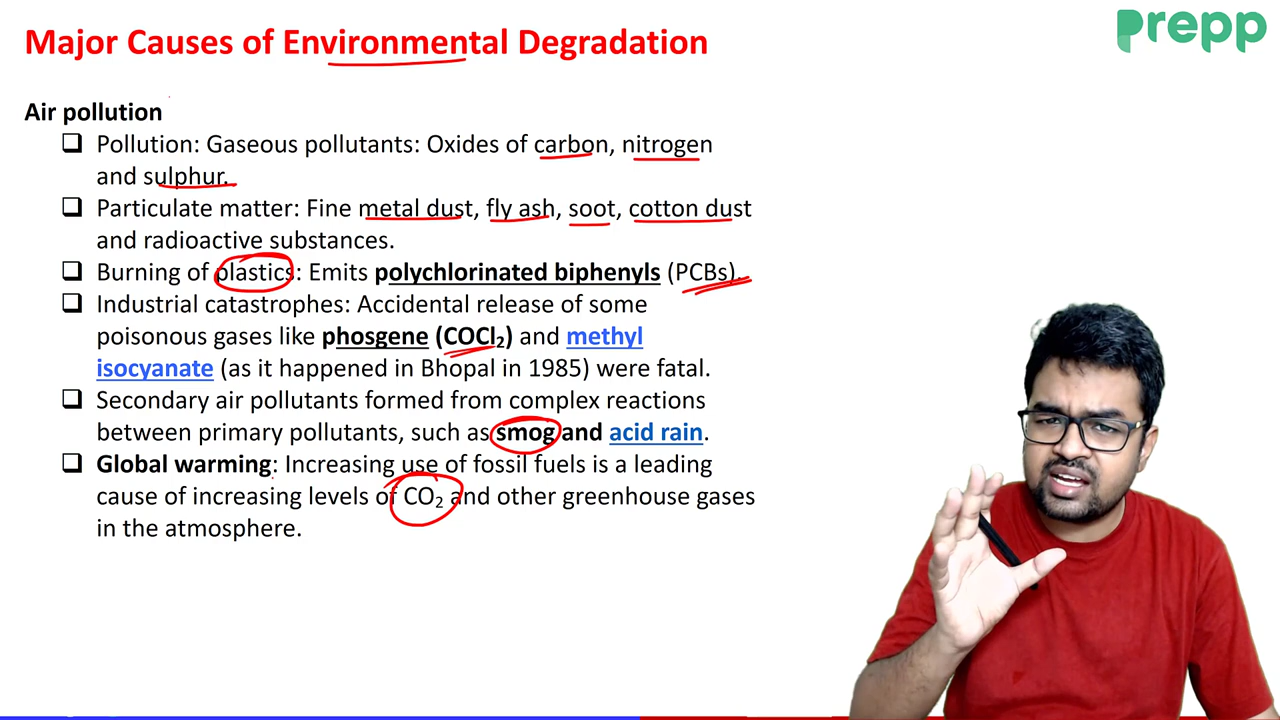 Major Causes of Environmental Degradation
prepp
Air pollution
❑ Pollution: Gaseous pollutants: Oxides of carbon, nitrogen
and sulphur.
❑ Particulate matter: Fine metal dust, fly ash, soot, cotton dust
and radioactive substances.
❑ Burning of plastics: Emits polychlorinated biphenyls (PCBs).
❑ Industrial catastrophes: Accidental release of some
poisonous gases like phosgene (COCl₂) and methyl
isocyanate (as it happened in Bhopal in 1985) were fatal.
❑ Secondary air pollutants formed from complex reactions
between primary pollutants, such as smog and acid rain.
❑ Global warming: Increasing use of fossil fuels is a leading
cause of increasing levels of CO₂ and other greenhouse gases
in the atmosphere.